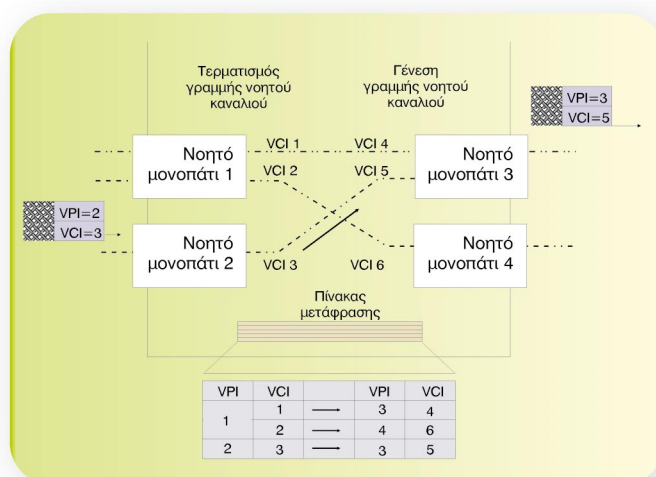 Τερματισμός
γραμμής νοητού
καναλιού
Γένεση
γραμμής νοητού
καναλιού
VPI=3
VCI=5
Νοητό
μονοπάτι 1
VCI 1
VCI 4
VCI 2
VCI 5
Νοητό
μονοπάτι 3
VPI=2
VCI=3
Νοητό
μονοπάτι 2
VCI 3
VCI 6
Νοητό
μονοπάτι 4
Πίνακας
μετάφρασης
VPI VCI VPI VCI
1 1 → 3 4
2 → 4 6
2 3 → 3 5